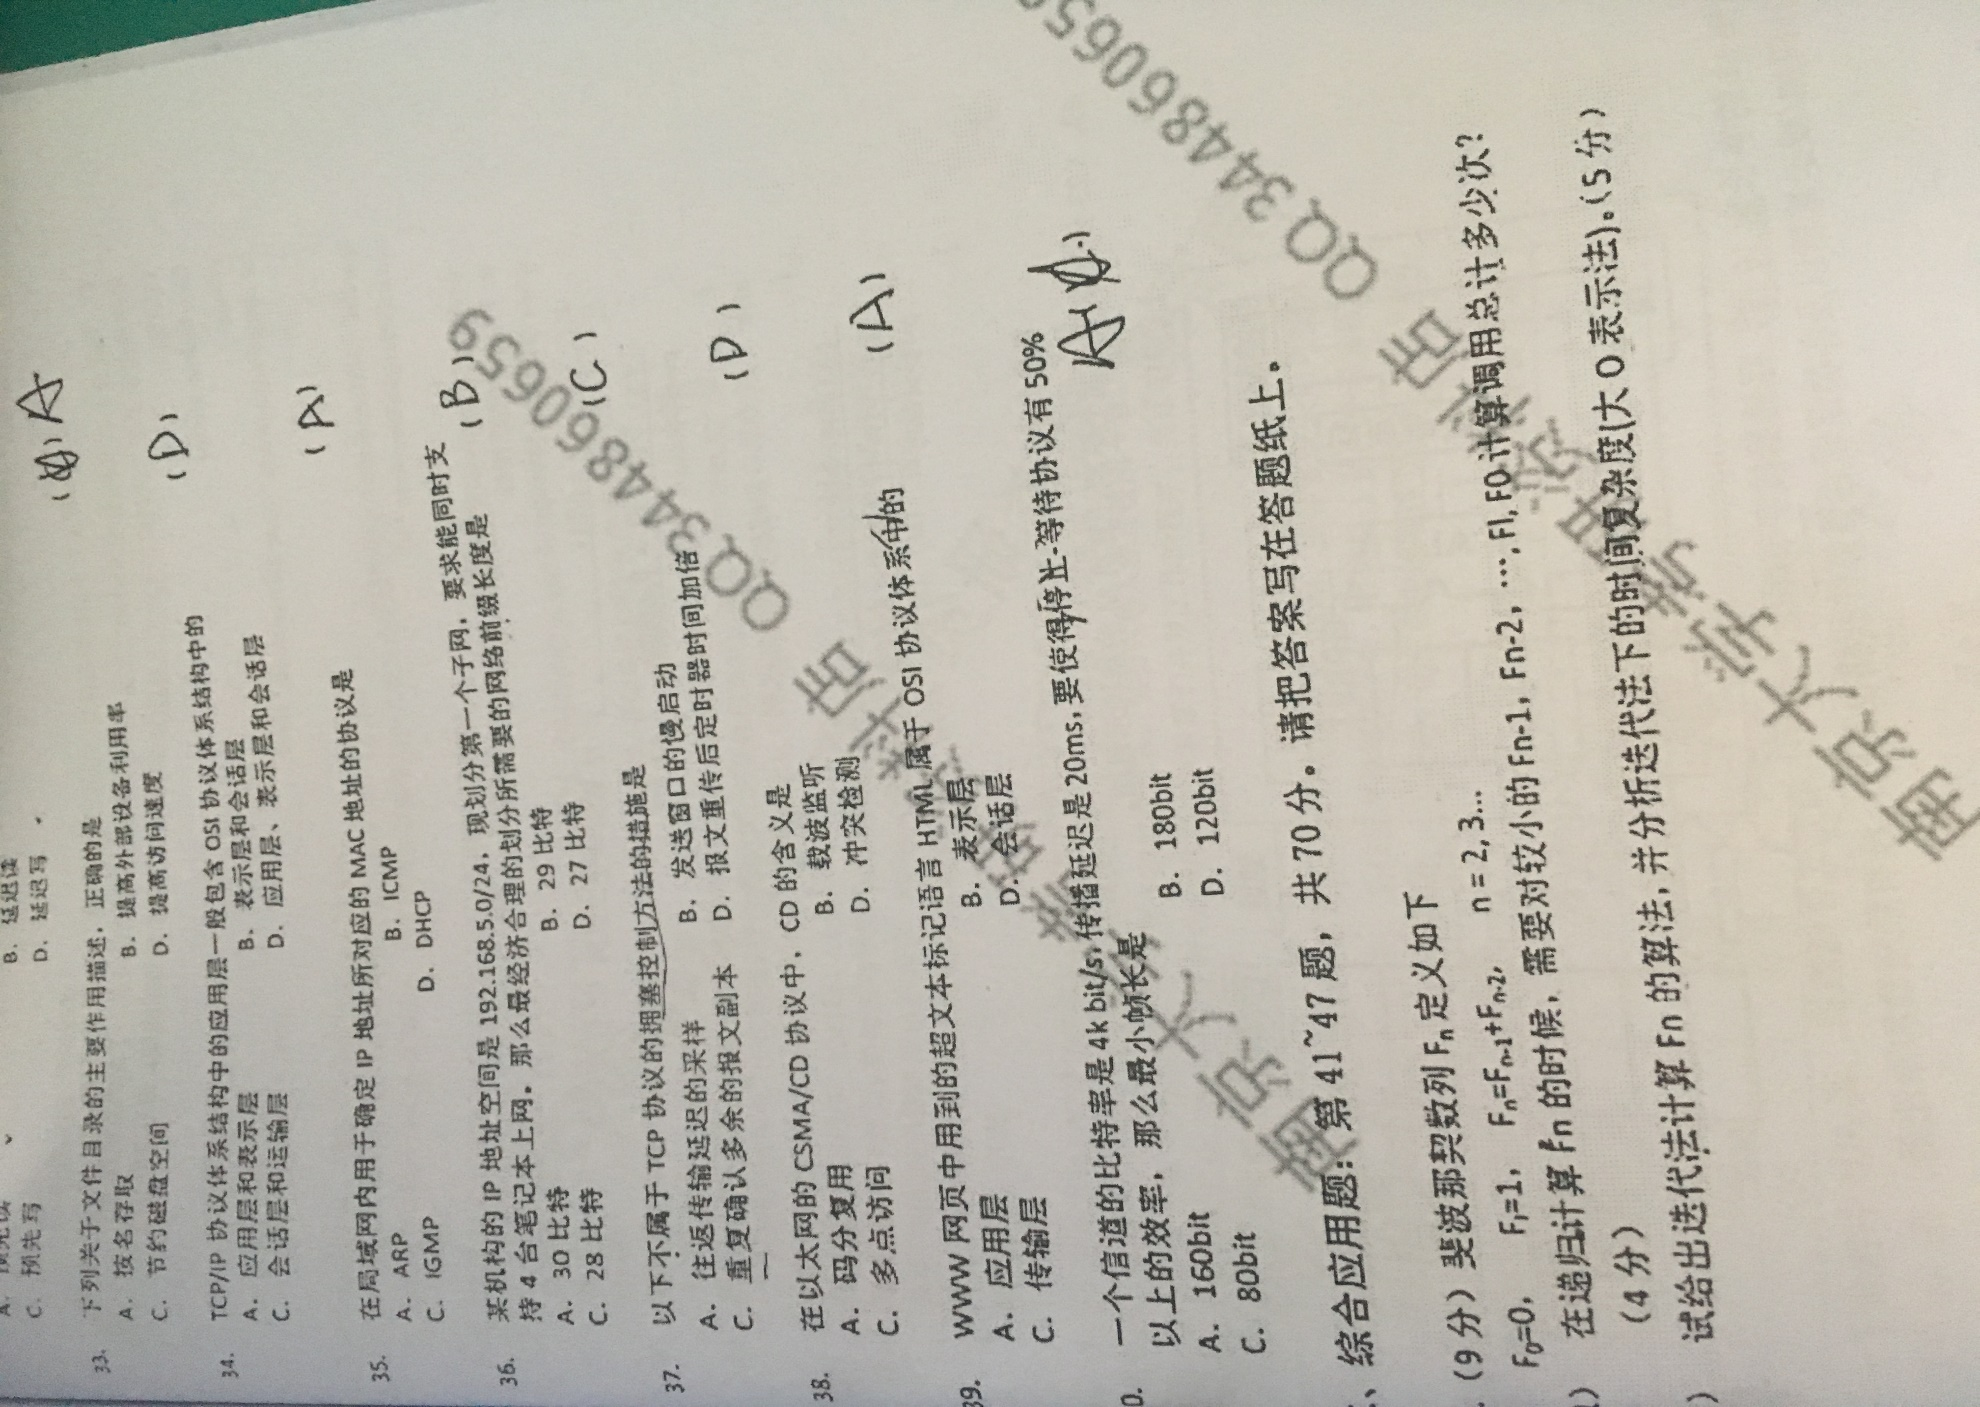 B. 延迟读
C. 预先写 D. 延迟写
(B) A
33. 下列关于文件目录的主要作用描述，正确的是
A. 按名存取 B. 提高外部设备利用率
C. 节约磁盘空间 D. 提高访问速度
(D)
34. TCP/IP 协议体系结构中的应用层一般包含 OSI 协议体系结构中的
A. 应用层和表示层 B. 表示层和会话层
C. 会话层和运输层 D. 应用层、表示层和会话层
(A)
35. 在局域网内用于确定 IP 地址所对应的 MAC 地址的协议是
A. ARP B. ICMP
C. IGMP D. DHCP
(B)
36. 某机构的 IP 地址空间是 192.168.5.0/24，现划分第一个子网，要求能同时支
持 4 台笔记本上网，那么最经济合理的划分所需要的网络前缀长度是
A. 30 比特 B. 29 比特
C. 28 比特 D. 27 比特
(C)
37. 以下不属于 TCP 协议的拥塞控制方法的措施是
A. 往返传输延迟的采样 B. 发送窗口的慢启动
C. 重复确认多余的报文副本 D. 报文重传后定时器时间加倍
(D)
38. 在以太网的 CSMA/CD 协议中，CD 的含义是
A. 码分复用 B. 载波监听
C. 多点访问 D. 冲突检测
(A)
39. WWW 网页中用到的超文本标记语言 HTML 属于 OSI 协议体系中的
A. 应用层 B. 表示层
C. 传输层 D. 会话层
A
0. 一个信道的比特率是 4k bit/s,传播延迟是 20ms,要使得停止-等待协议有 50%
以上的效率，那么最小帧长是
A. 160bit B. 180bit
C. 80bit D. 120bit
、综合应用题：第 41~47 题，共 70 分。请把答案写在答题纸上。
. (9 分) 斐波那契数列 Fn 定义如下
F0=0, F1=1, Fn=Fn-1+Fn-2, n = 2, 3…
1) 在递归计算 Fn 的时候，需要对较小的 Fn-1, Fn-2, …, F1, F0 计算调用总计多少次?
(4 分)
) 试给出迭代法计算 Fn 的算法, 并分析迭代法下的时间复杂度(大 O 表示法)。(5 分)
QQ 344860659
QQ 344860659